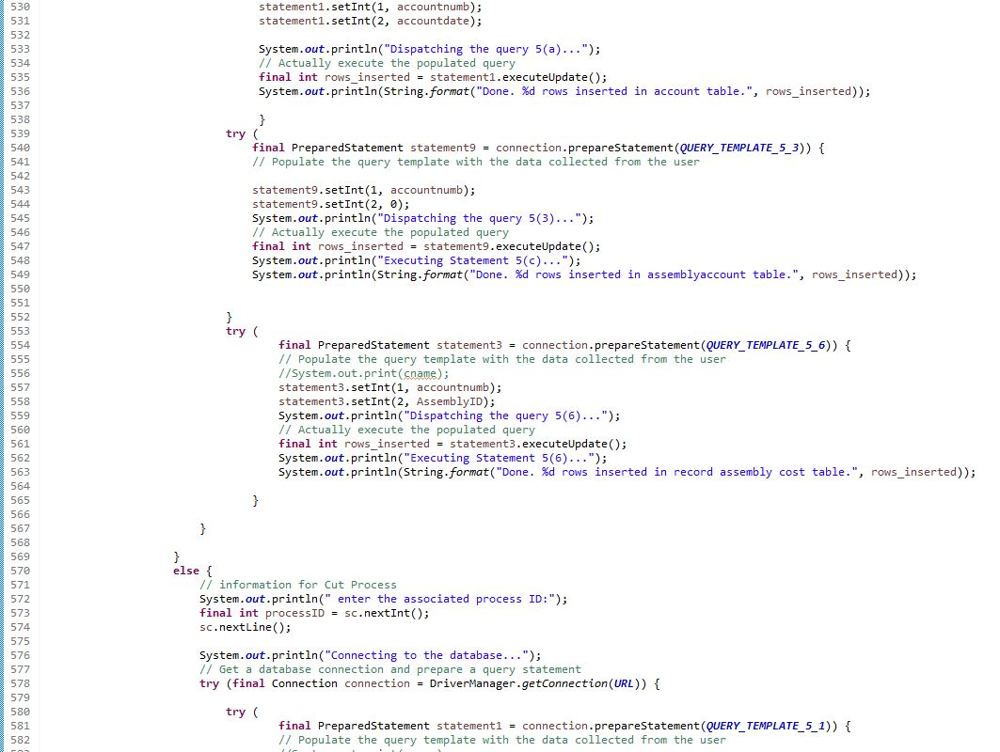 530 statement1.setInt(1, accountnumb);
531 statement1.setInt(2, accountdate);
532
533 System.out.println("Dispatching the query 5(a)...");
534 // Actually execute the populated query
535 final int rows_inserted = statement1.executeUpdate();
536 System.out.println(String.format("Done. %d rows inserted in account table.", rows_inserted));
537
538 }
539 try (
540 final PreparedStatement statement9 = connection.prepareStatement(QUERY_TEMPLATE_5_3)) {
541 // Populate the query template with the data collected from the user
542
543 statement9.setInt(1, accountnumb);
544 statement9.setInt(2, 0);
545 System.out.println("Dispatching the query 5(3)...");
546 // Actually execute the populated query
547 final int rows_inserted = statement9.executeUpdate();
548 System.out.println("Executing Statement 5(c)...");
549 System.out.println(String.format("Done. %d rows inserted in assemblyaccount table.", rows_inserted));
550
551
552 }
553 try (
554 final PreparedStatement statement3 = connection.prepareStatement(QUERY_TEMPLATE_5_6)) {
555 // Populate the query template with the data collected from the user
556 //System.out.print(cname);
557 statement3.setInt(1, accountnumb);
558 statement3.setInt(2, AssemblyID);
559 System.out.println("Dispatching the query 5(6)...");
560 // Actually execute the populated query
561 final int rows_inserted = statement3.executeUpdate();
562 System.out.println("Executing Statement 5(6)...");
563 System.out.println(String.format("Done. %d rows inserted in record assembly cost table.", rows_inserted));
564
565 }
566
567 }
568
569 }
570 else {
571 // information for Cut Process
572 System.out.println(" enter the associated process ID:");
573 final int processID = sc.nextInt();
574 sc.nextLine();
575
576 System.out.println("Connecting to the database...");
577 // Get a database connection and prepare a query statement
578 try (final Connection connection = DriverManager.getConnection(URL)) {
579
580 try (
581 final PreparedStatement statement1 = connection.prepareStatement(QUERY_TEMPLATE_5_1)) {
582 // Populate the query template with the data collected from the user